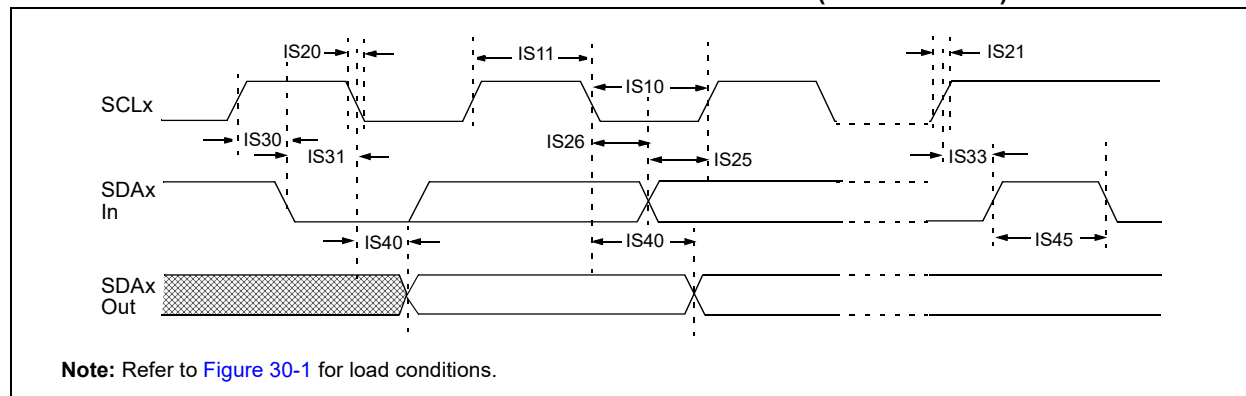 IS20
IS11
IS21
IS10
SCLx
IS30
IS26
IS31
IS25
IS33
SDAx
In
IS40
IS40
IS45
SDAx
Out
Note: Refer to Figure 30-1 for load conditions.